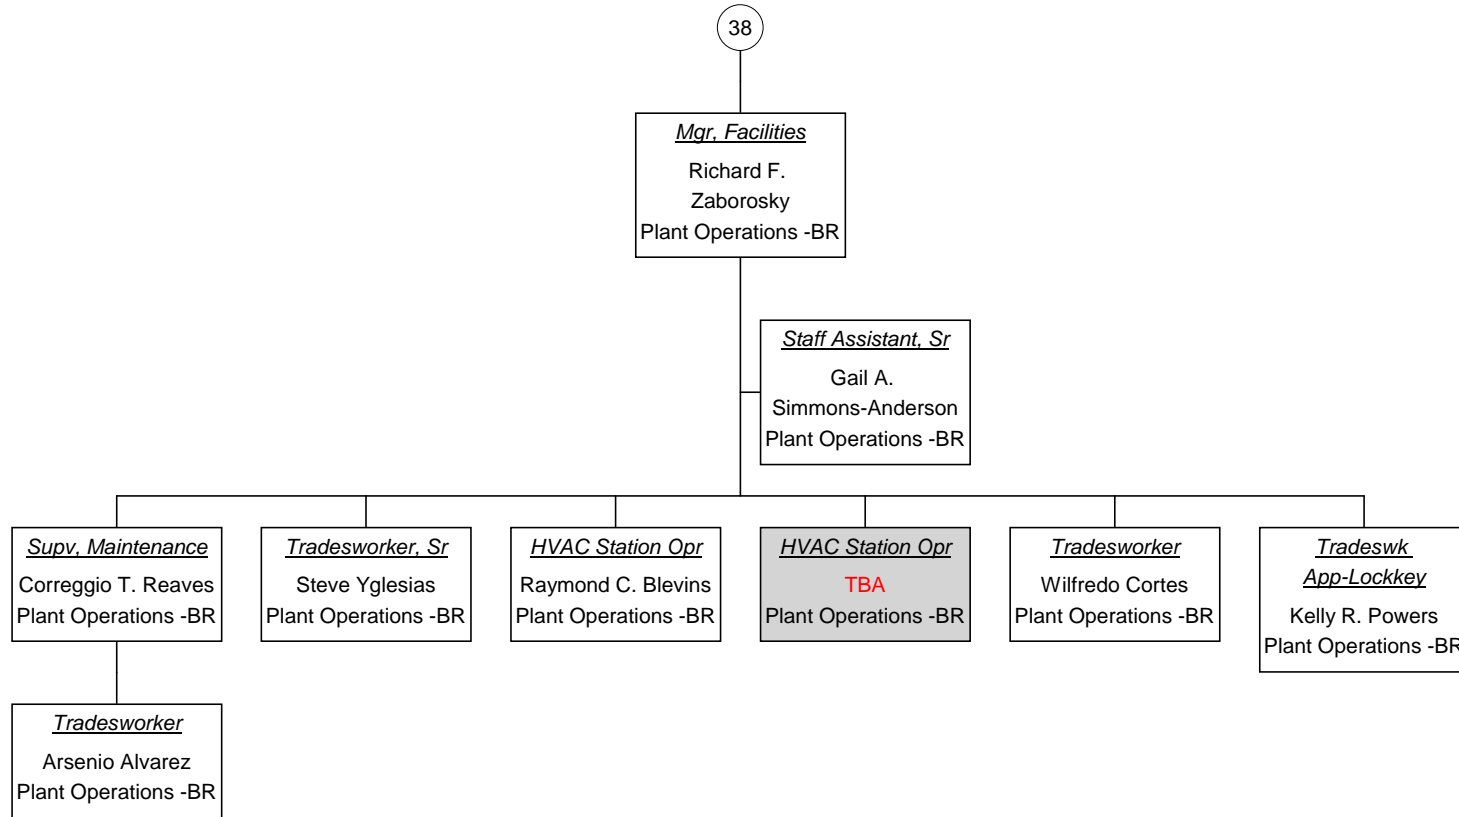 38
Mgr, Facilities
Richard F.
Zaborosky
Plant Operations -BR
Staff Assistant, Sr
Gail A.
Simmons-Anderson
Plant Operations -BR
Supv, Maintenance
Correggio T. Reaves
Plant Operations -BR
Tradesworker, Sr
Steve Yglesias
Plant Operations -BR
HVAC Station Opr
Raymond C. Blevins
Plant Operations -BR
HVAC Station Opr
TBA
Plant Operations -BR
Tradesworker
Wilfredo Cortes
Plant Operations -BR
Tradeswk
App-Lockkey
Kelly R. Powers
Plant Operations -BR
Tradesworker
Arsenio Alvarez
Plant Operations -BR